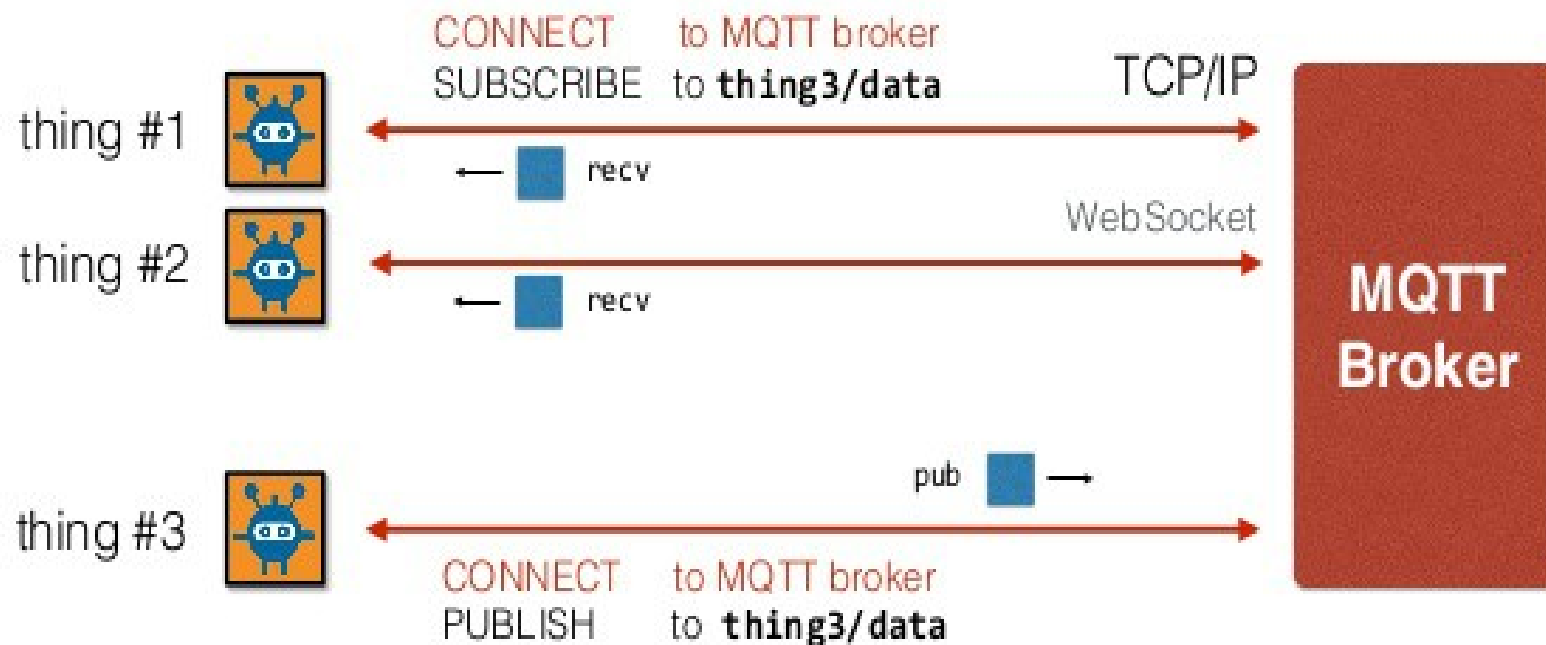 CONNECT to MQTT broker
SUBSCRIBE to thing3/data
TCP/IP
thing #1
recv
WebSocket
thing #2
recv
MQTT
Broker
pub
thing #3
CONNECT to MQTT broker
PUBLISH to thing3/data